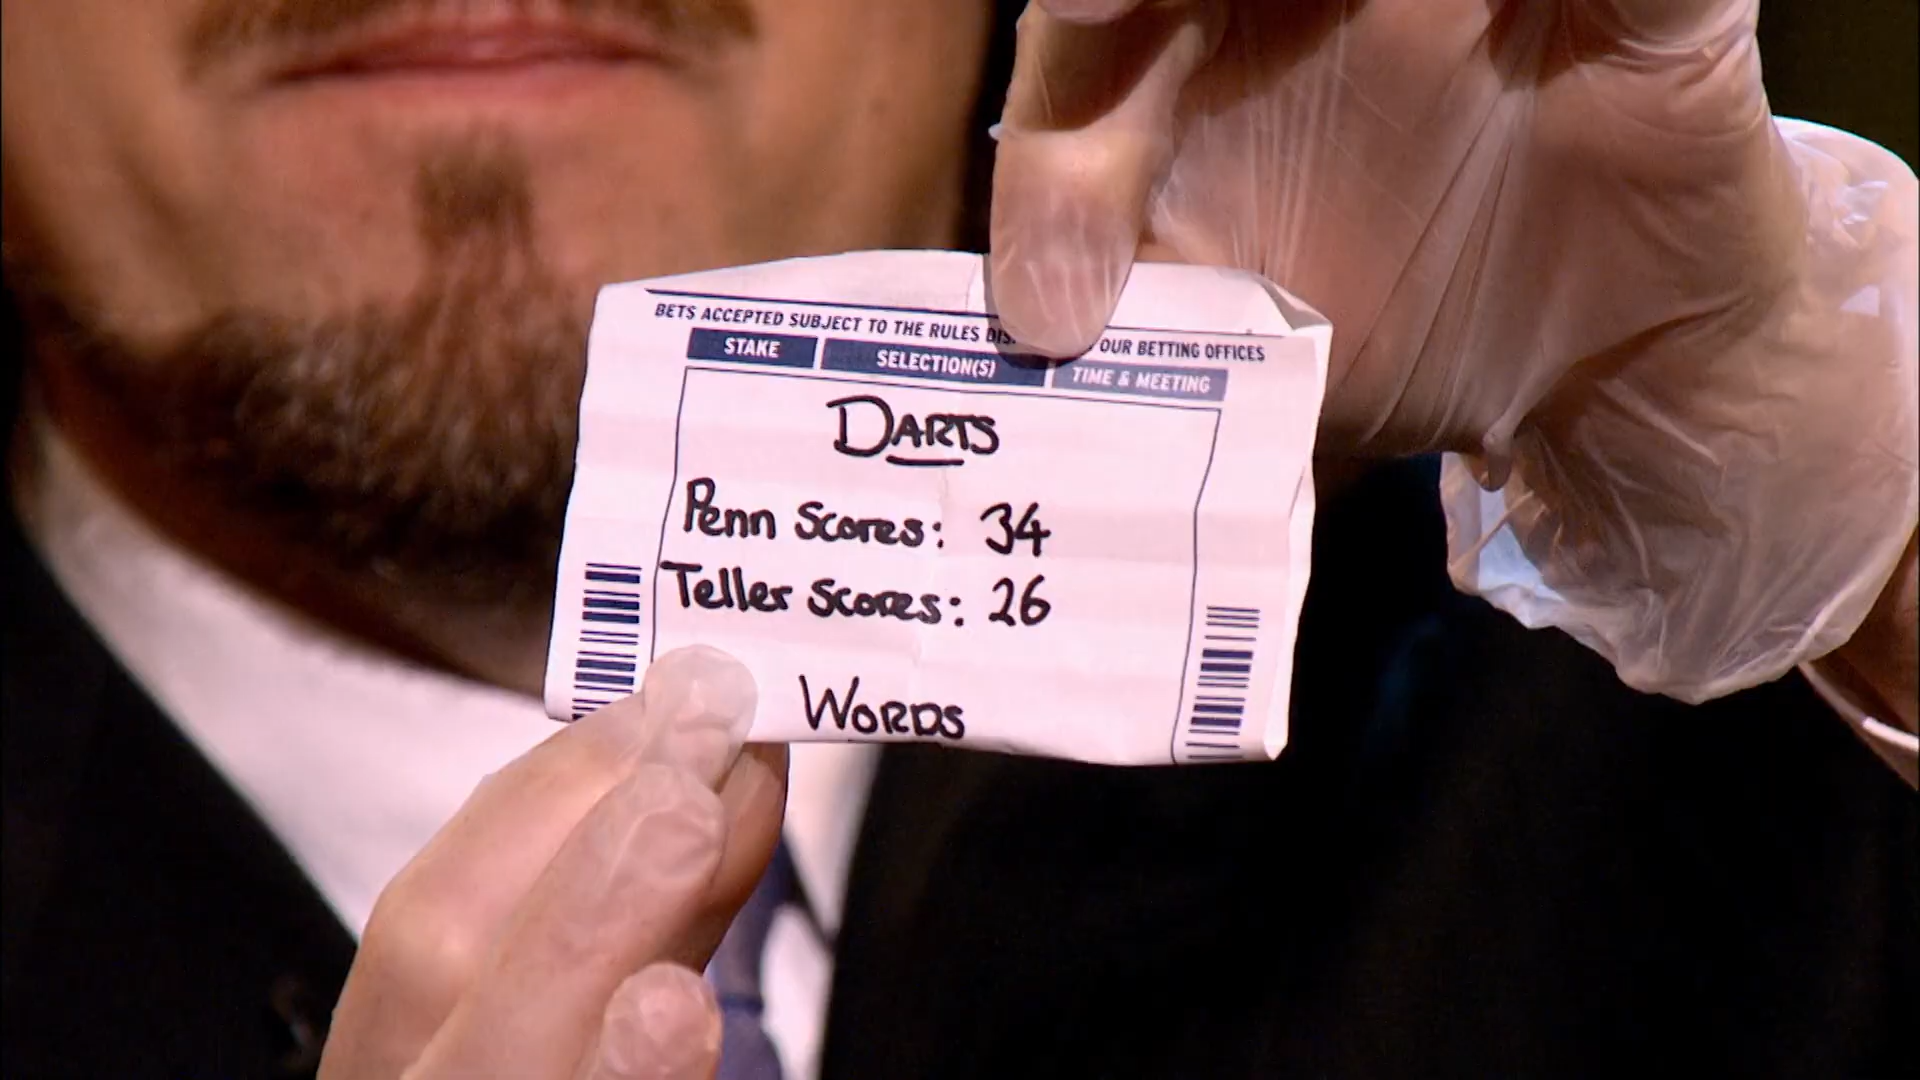 BETS ACCEPTED SUBJECT TO THE RULES OUR BETTING OFFICES
STAKE SELECTION(S) TIME & MEETING
DARTS
Penn Scores: 34
Teller Scores: 26
WORDS